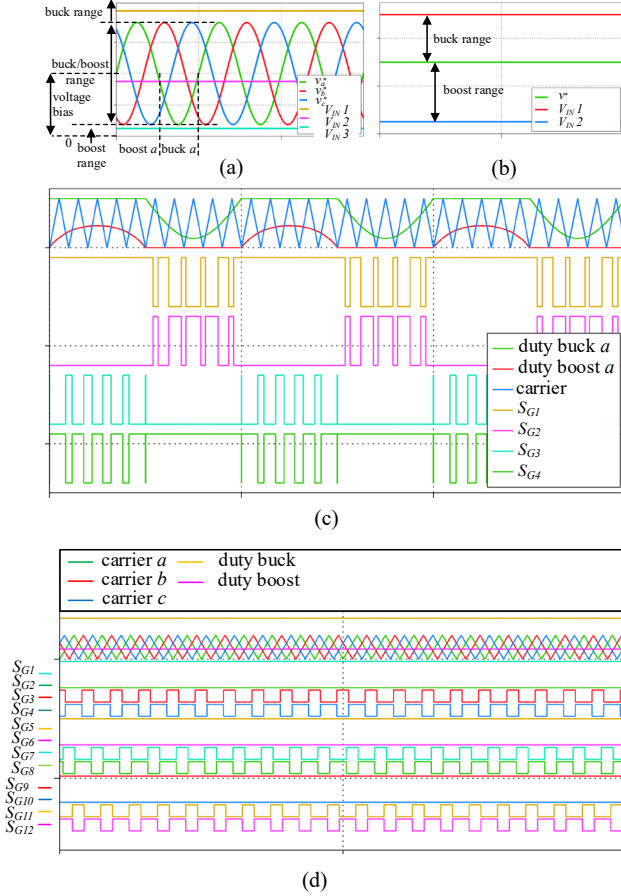 buck range
buck/boost
range
voltage
bias
0
boost
range
boost a
buck a
v*a
v*b
v*c
VIN 1
VIN 2
VIN 3
(a)
buck range
boost range
v*
VIN 1
VIN 2
(b)
duty buck a
duty boost a
carrier
SG1
SG2
SG3
SG4
(c)
carrier a
duty buck
carrier b
duty boost
carrier c
SG1
SG2
SG3
SG4
SG5
SG6
SG7
SG8
SG9
SG10
SG11
SG12
(d)